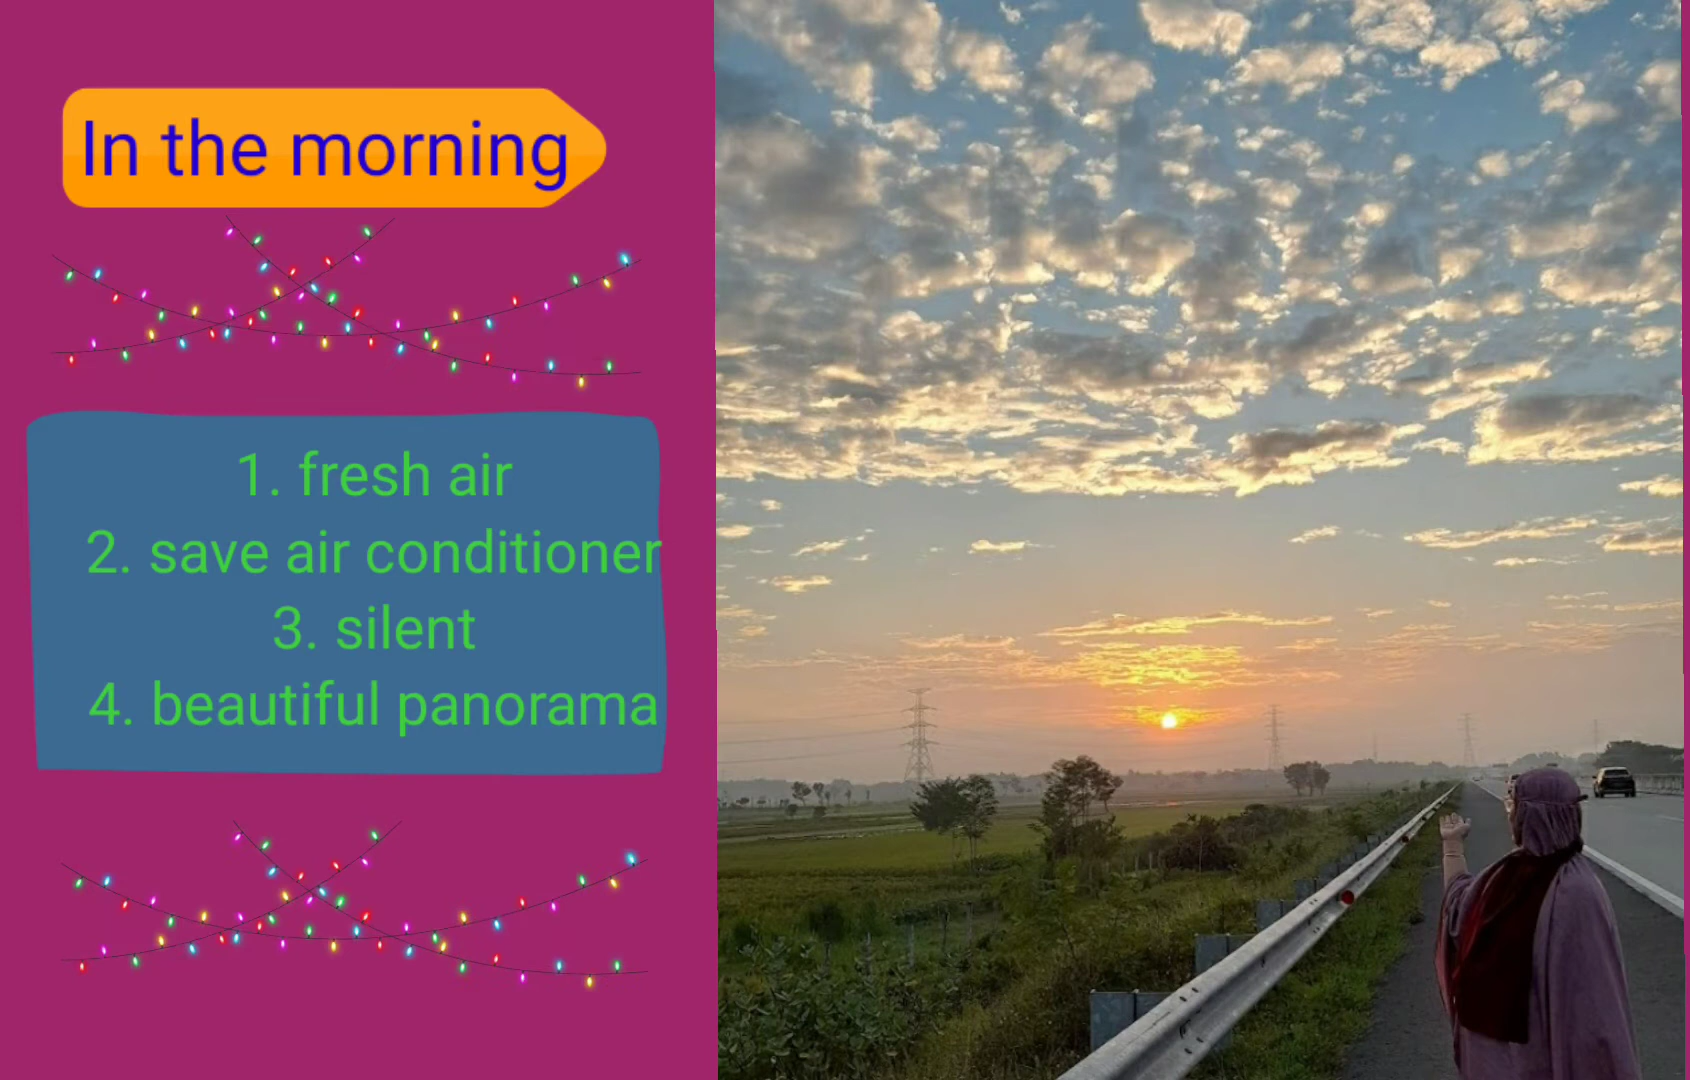 In the morning
1. fresh air
2. save air conditioner
3. silent
4. beautiful panorama